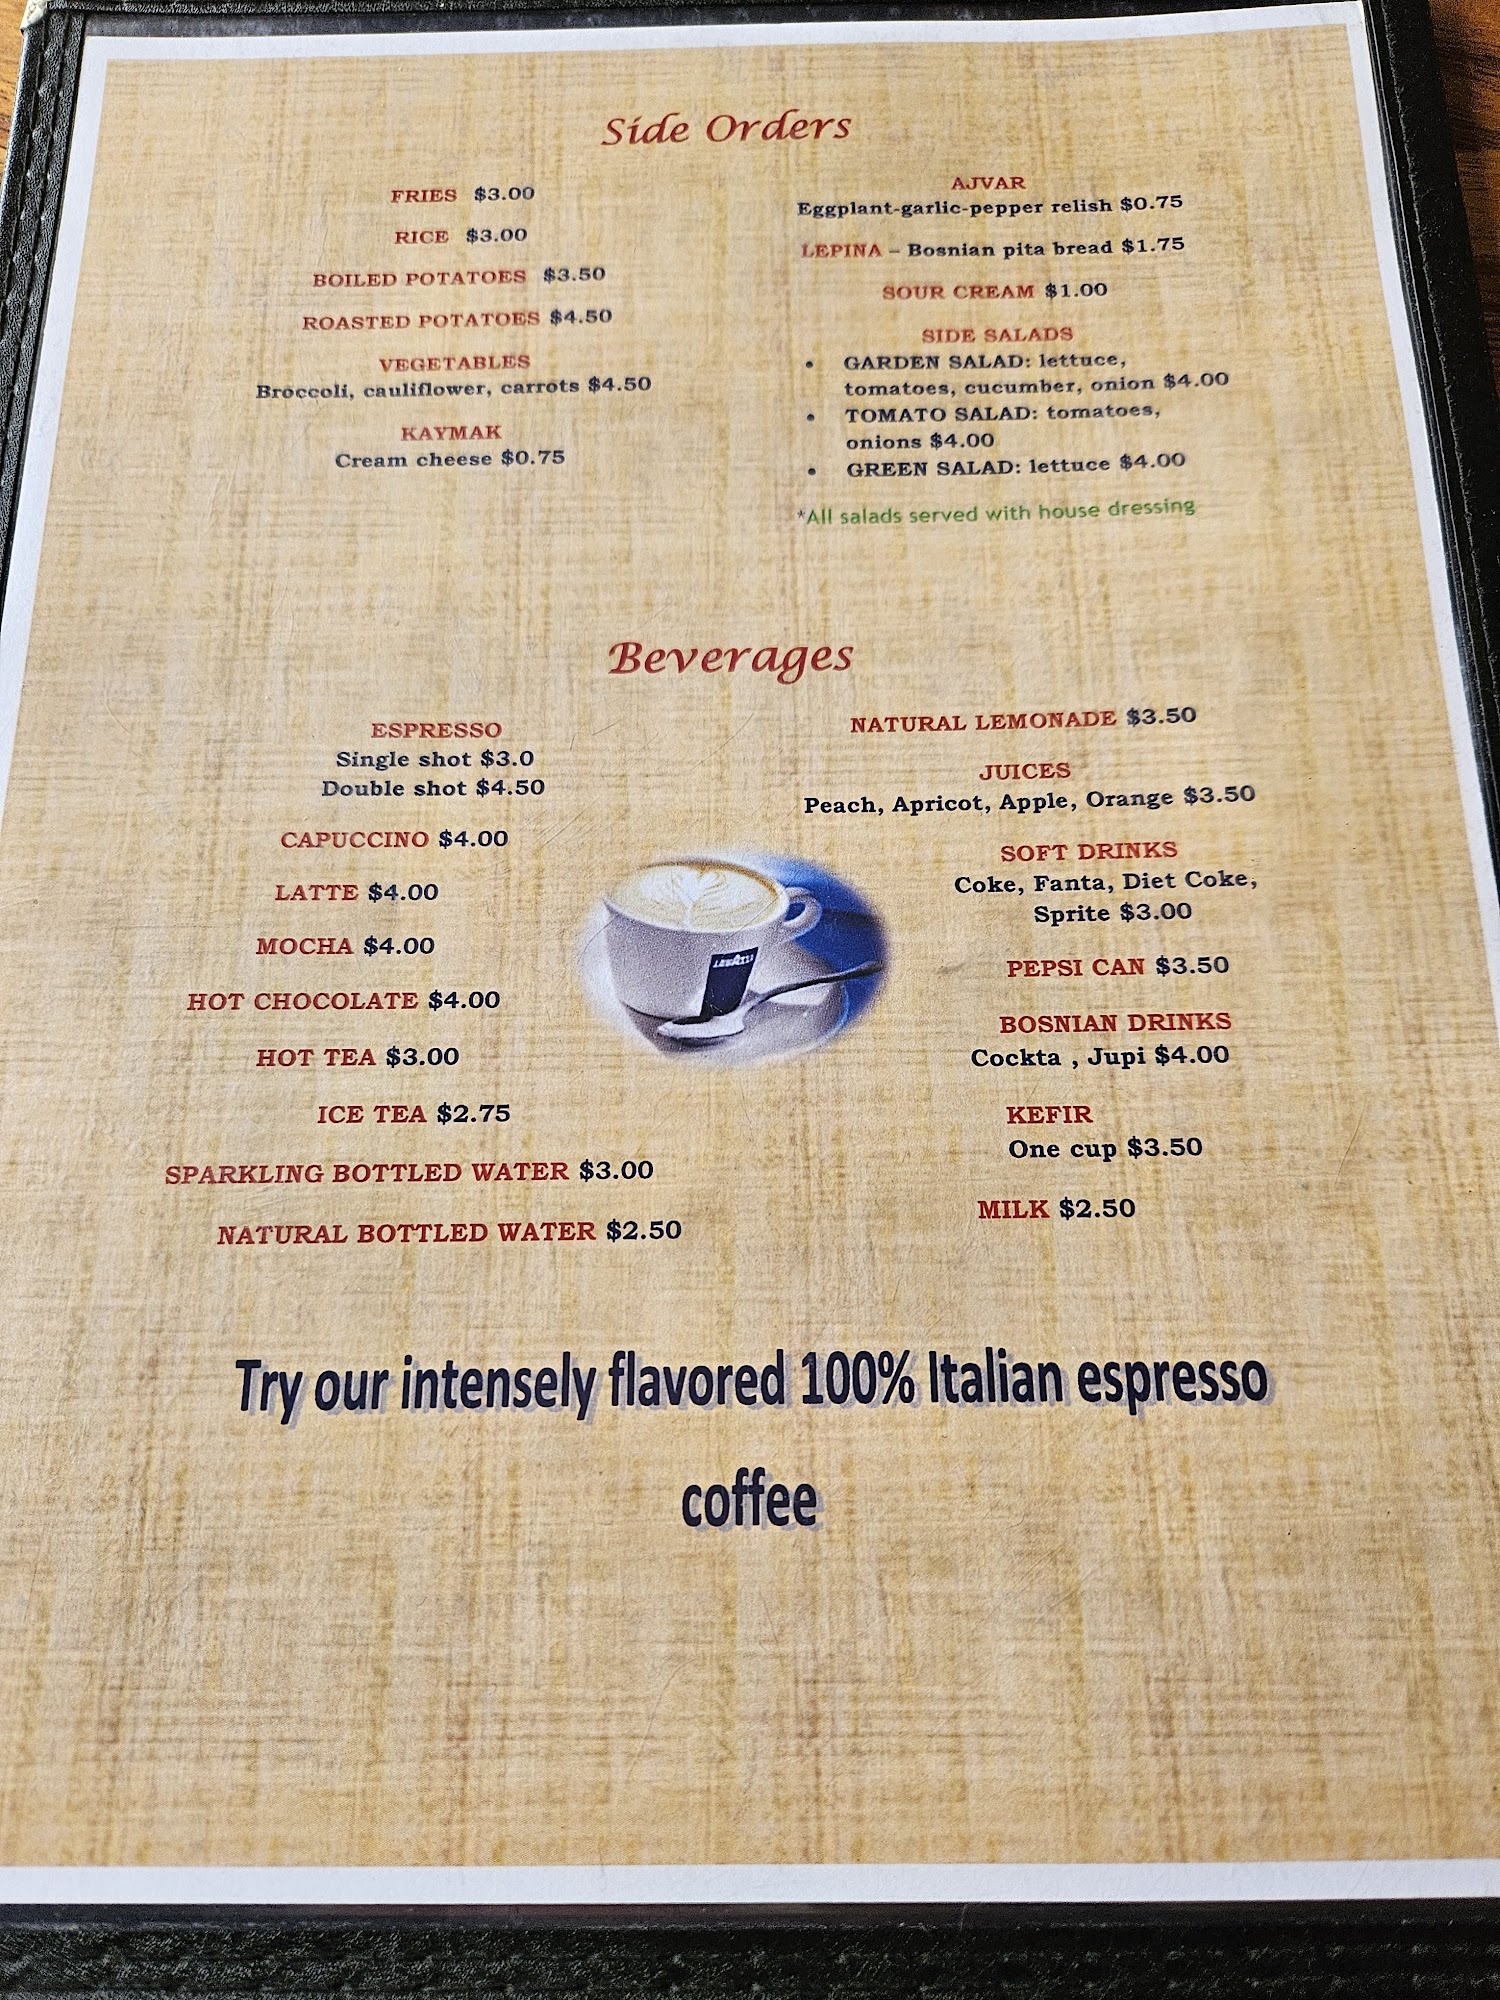 Side Orders
FRIES $3.00
RICE $3.00
BOILED POTATOES $3.50
ROASTED POTATOES $4.50
VEGETABLES
Broccoli, cauliflower, carrots $4.50
KAYMAK
Cream cheese $0.75
AJVAR
Eggplant-garlic-pepper relish $0.75
LEPINA – Bosnian pita bread $1.75
SOUR CREAM $1.00
SIDE SALADS
• GARDEN SALAD: lettuce,
tomatoes, cucumber, onion $4.00
• TOMATO SALAD: tomatoes,
onions $4.00
• GREEN SALAD: lettuce $4.00
*All salads served with house dressing
Beverages
ESPRESSO
Single shot $3.0
Double shot $4.50
CAPUCCINO $4.00
LATTE $4.00
MOCHA $4.00
HOT CHOCOLATE $4.00
HOT TEA $3.00
ICE TEA $2.75
SPARKLING BOTTLED WATER $3.00
NATURAL BOTTLED WATER $2.50
LAVAZZA
NATURAL LEMONADE $3.50
JUICES
Peach, Apricot, Apple, Orange $3.50
SOFT DRINKS
Coke, Fanta, Diet Coke,
Sprite $3.00
PEPSI CAN $3.50
BOSNIAN DRINKS
Cockta , Jupi $4.00
KEFIR
One cup $3.50
MILK $2.50
Try our intensely flavored 100% Italian espresso
coffee